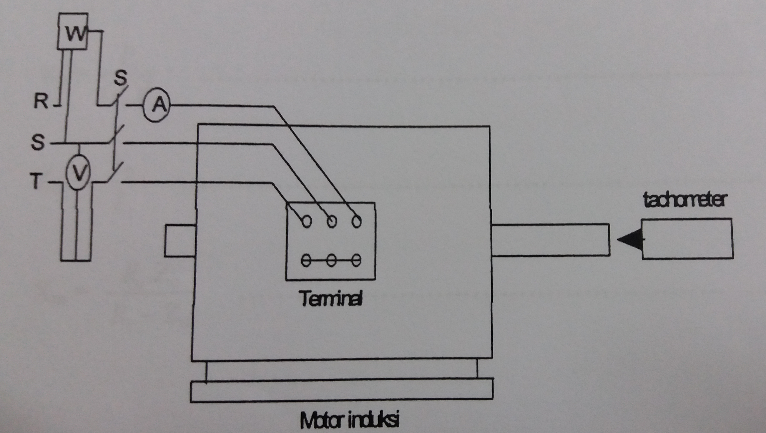 W
S
R
A
S
V
T
tachometer
Terminal
Motor induksi